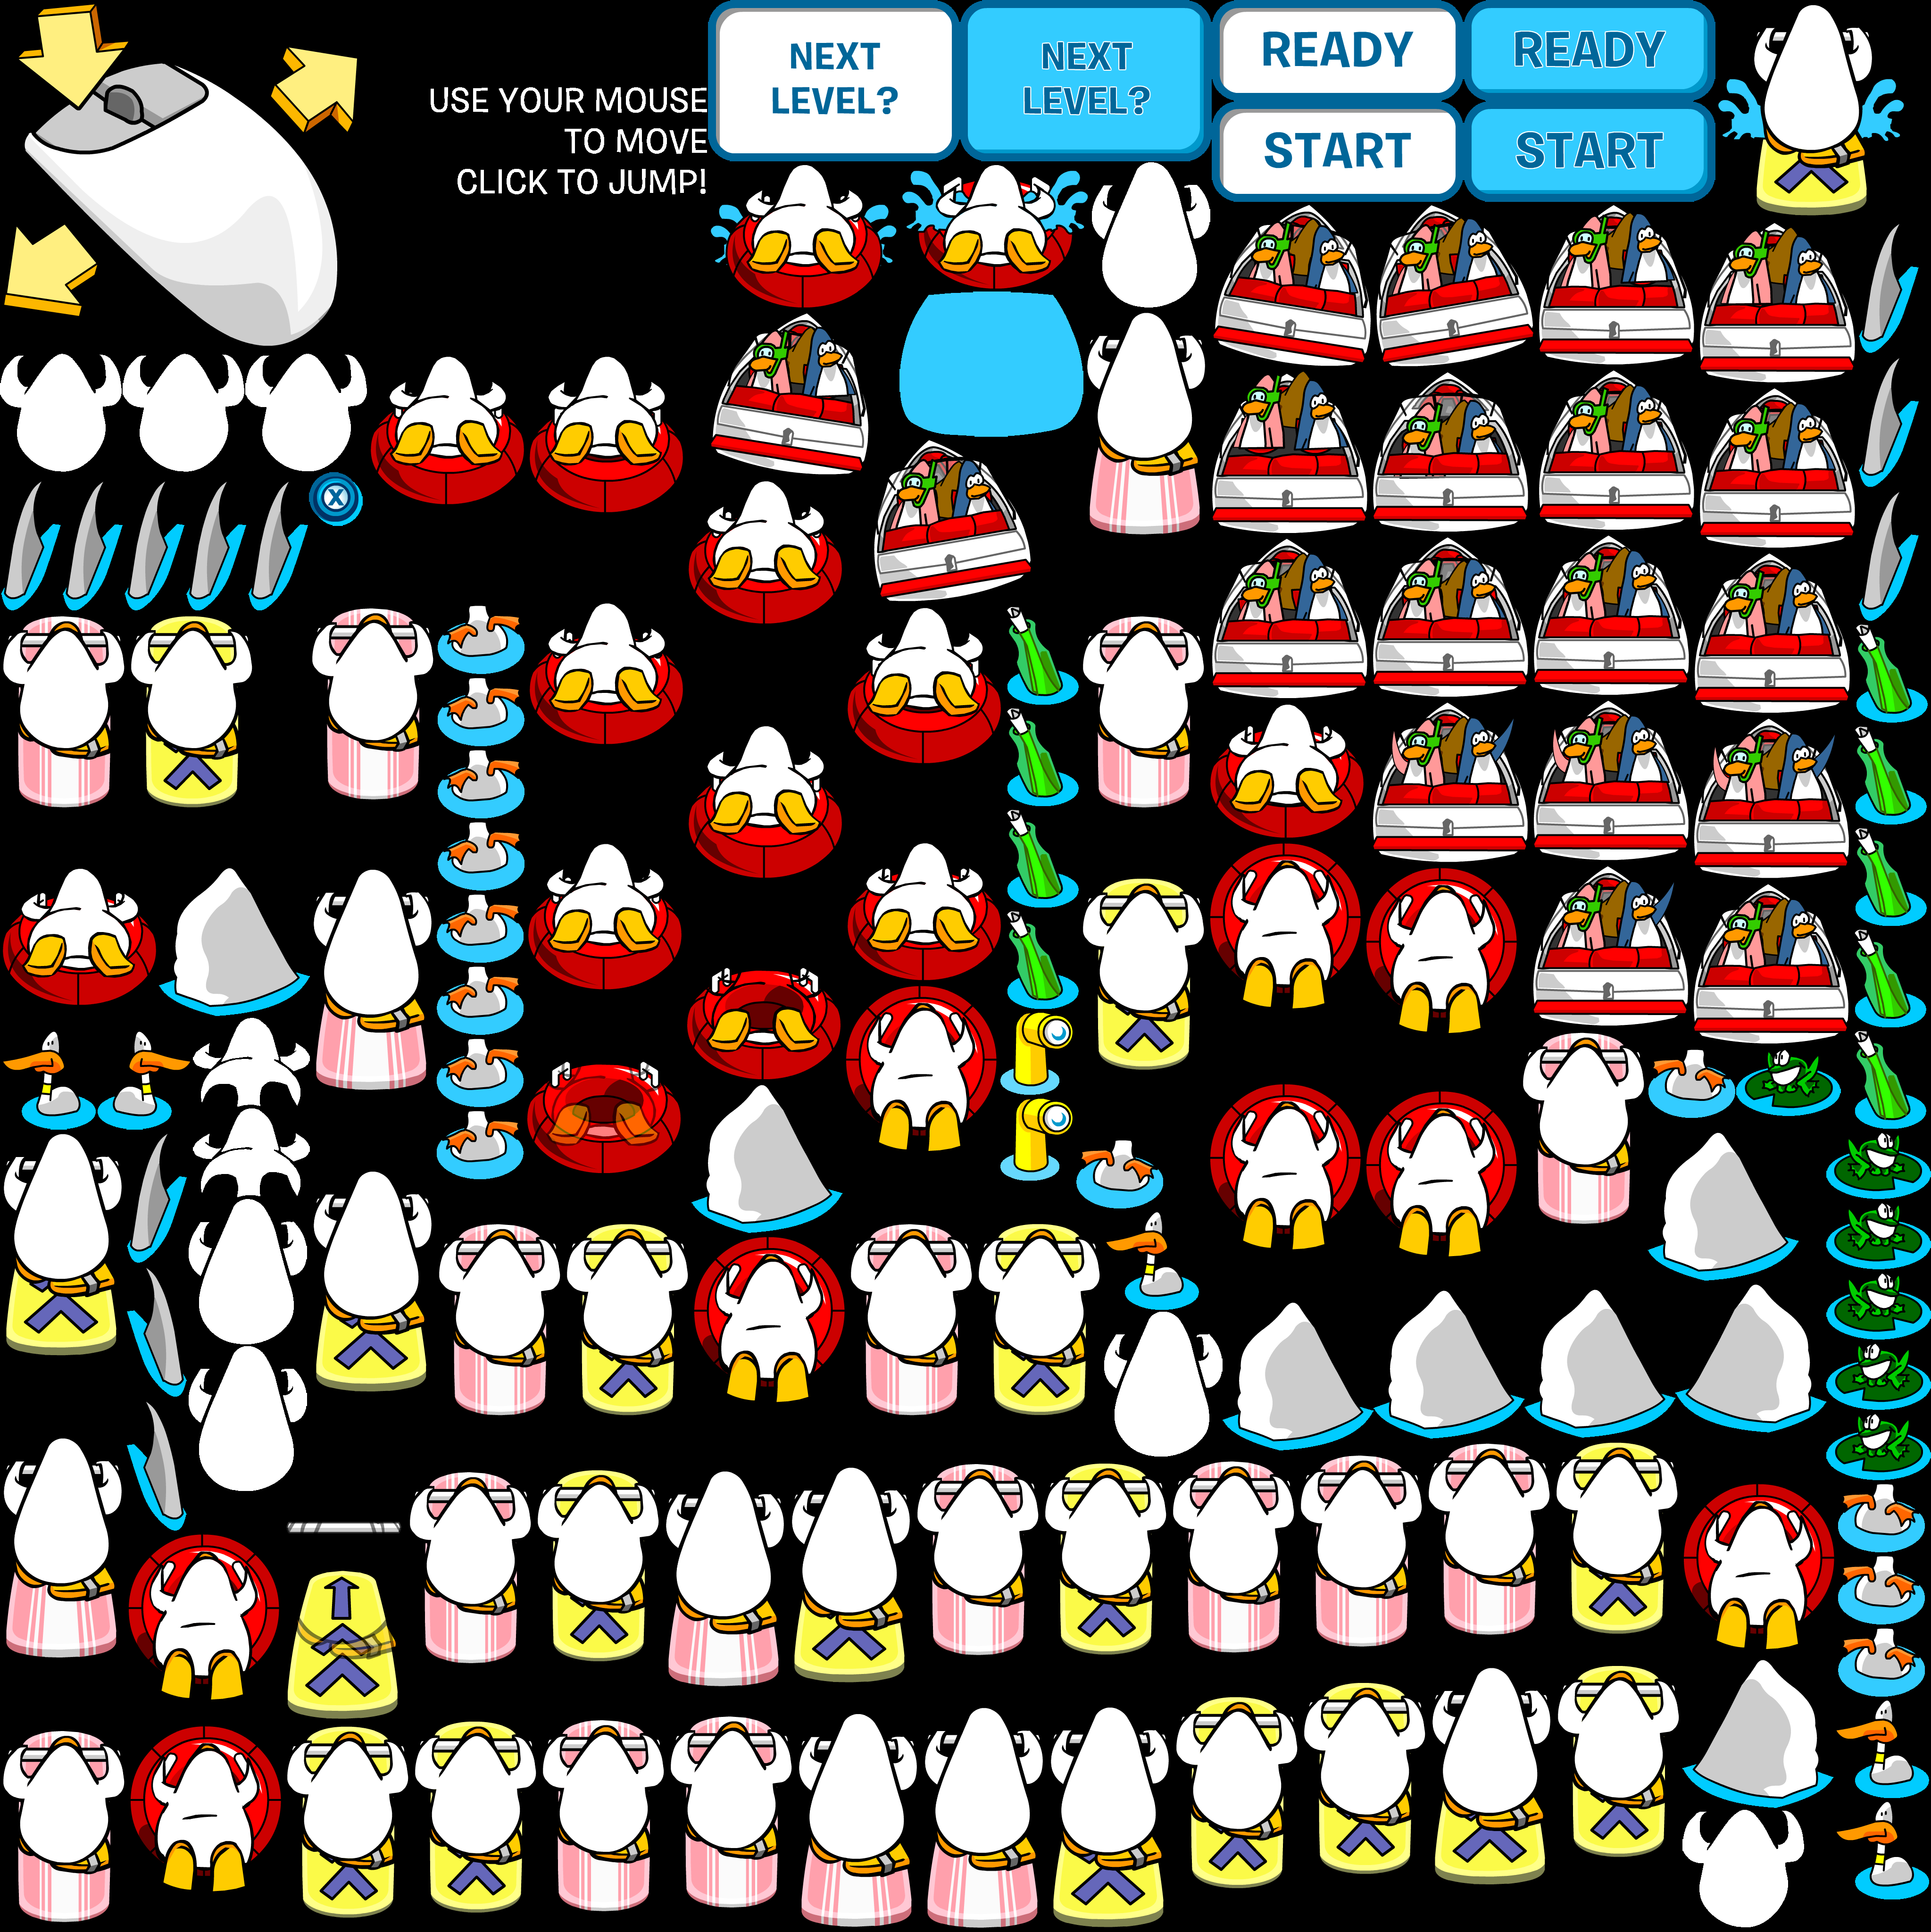 USE YOUR MOUSE
TO MOVE
CLICK TO JUMP!
NEXT
LEVEL?
NEXT
LEVEL?
READY
READY
START
START
X